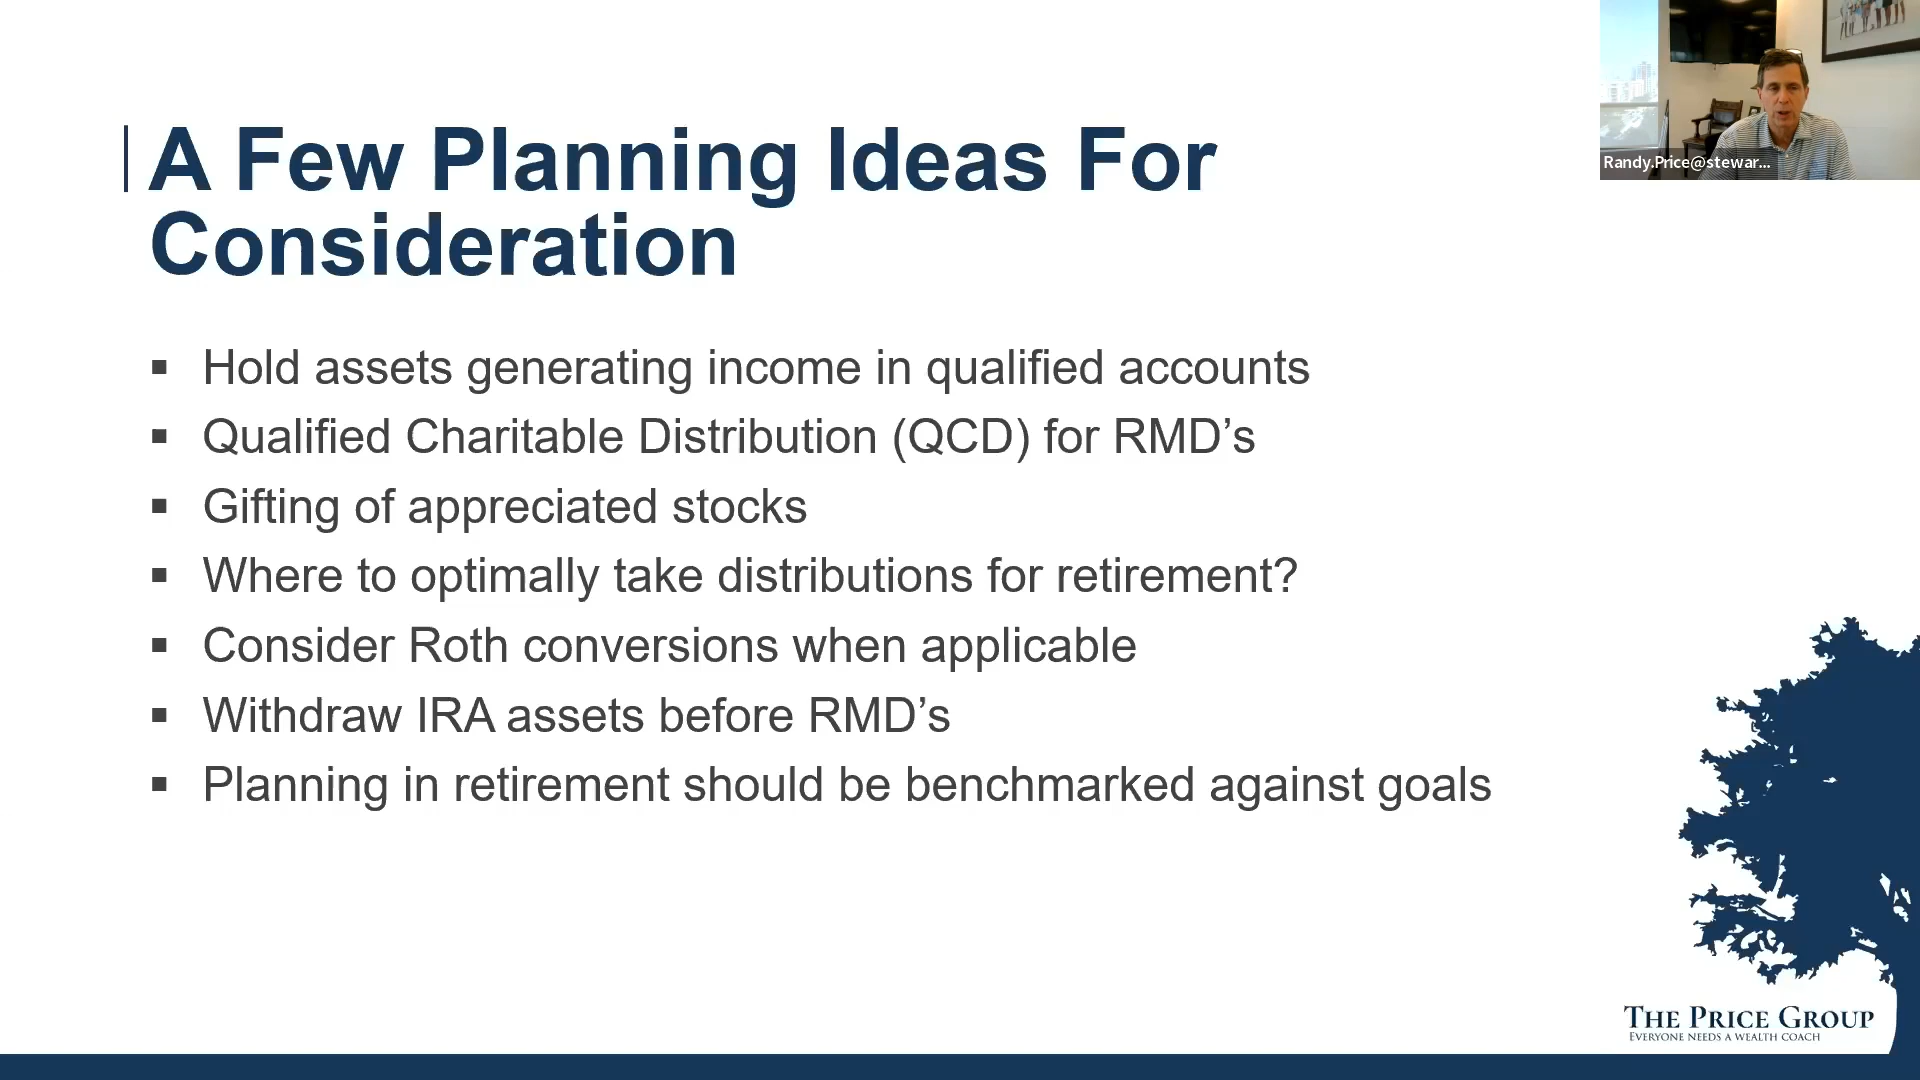 Randy.Price@stewar...
A Few Planning Ideas For
Consideration
▪ Hold assets generating income in qualified accounts
▪ Qualified Charitable Distribution (QCD) for RMD’s
▪ Gifting of appreciated stocks
▪ Where to optimally take distributions for retirement?
▪ Consider Roth conversions when applicable
▪ Withdraw IRA assets before RMD’s
▪ Planning in retirement should be benchmarked against goals
THE PRICE GROUP
EVERYONE NEEDS A WEALTH COACH